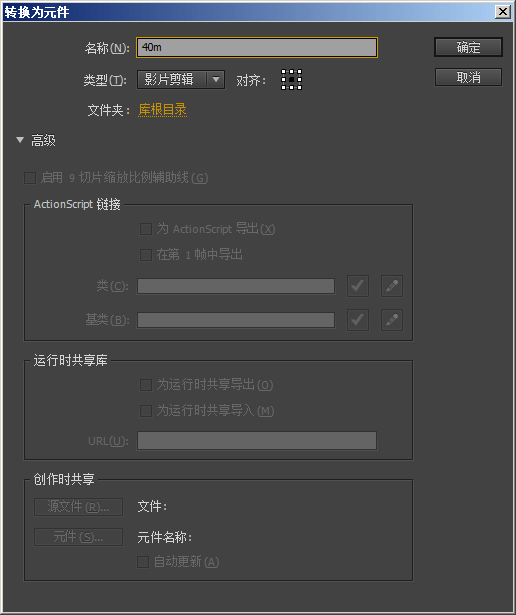 转换为元件
名称(N): 40m 确定
类型(T): 影片剪辑 对齐: 取消
文件夹: 库根目录
高级
启用 9 切片缩放比例辅助线(G)
ActionScript 链接
为 ActionScript 导出(X)
在第 1 帧中导出
类(C):
基类(B):
运行时共享库
为运行时共享导出(O)
为运行时共享导入(M)
URL(U):
创作时共享
源文件(R)... 文件:
元件(S)... 元件名称:
自动更新(A)